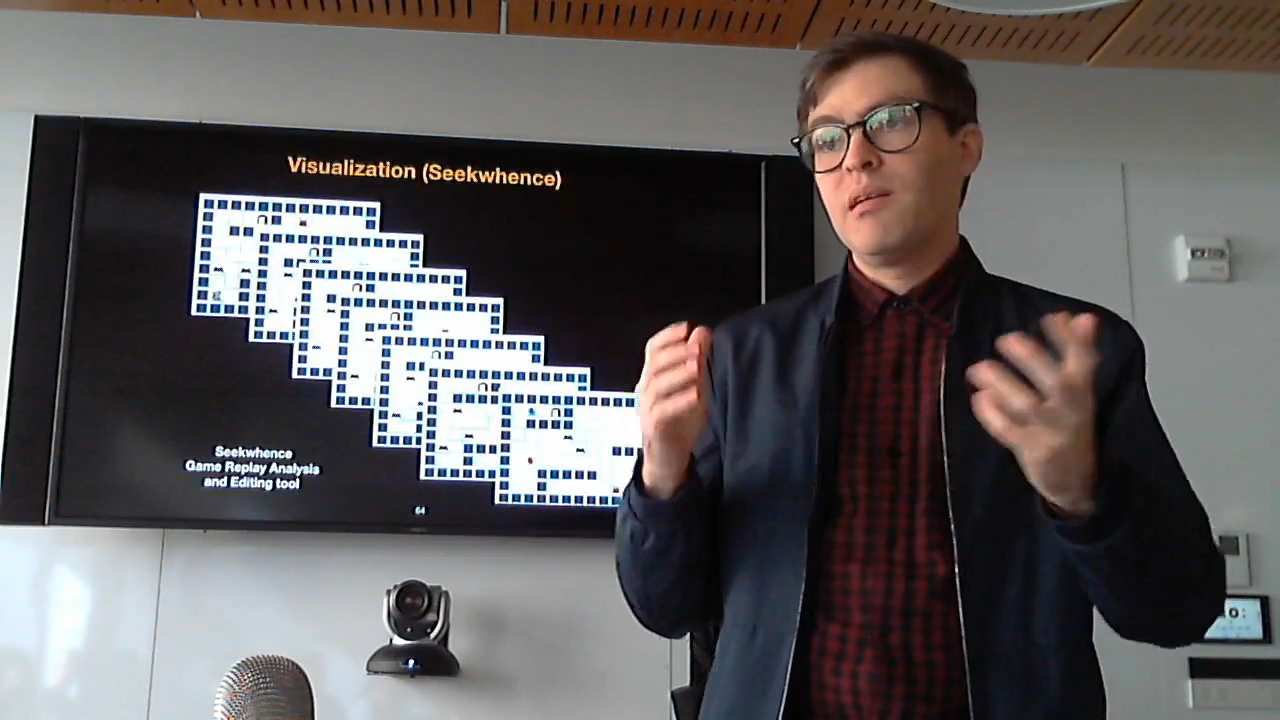 Visualization (Seekwhence)
Seekwhence
Game Replay Analysis
and Editing tool
64